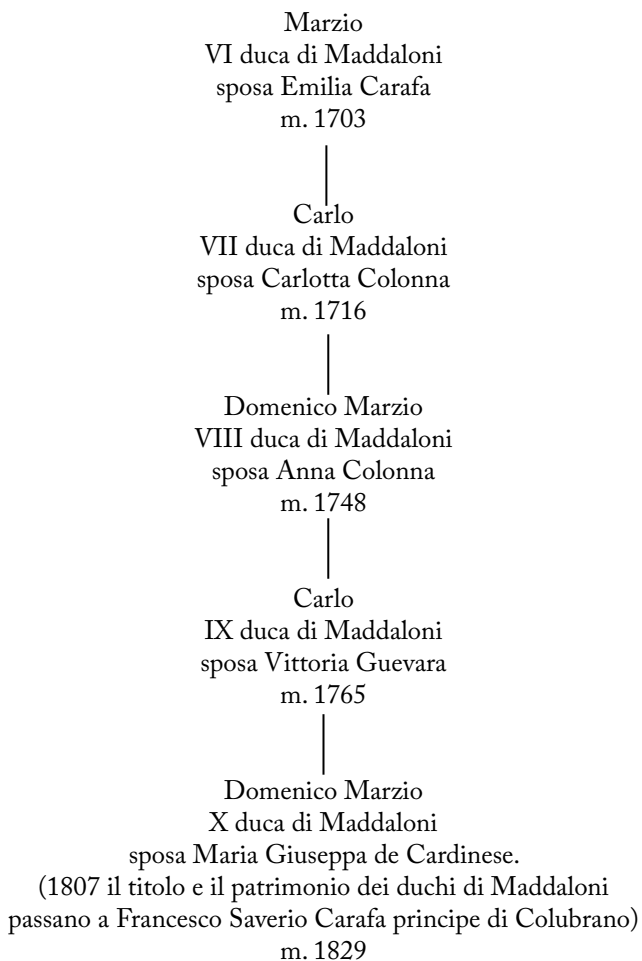 Marzio
VI duca di Maddaloni
sposa Emilia Carafa
m. 1703
Carlo
VII duca di Maddaloni
sposa Carlotta Colonna
m. 1716
Domenico Marzio
VIII duca di Maddaloni
sposa Anna Colonna
m. 1748
Carlo
IX duca di Maddaloni
sposa Vittoria Guevara
m. 1765
Domenico Marzio
X duca di Maddaloni
sposa Maria Giuseppa de Cardinese.
(1807 il titolo e il patrimonio dei duchi di Maddaloni
passano a Francesco Saverio Carafa principe di Colubrano)
m. 1829